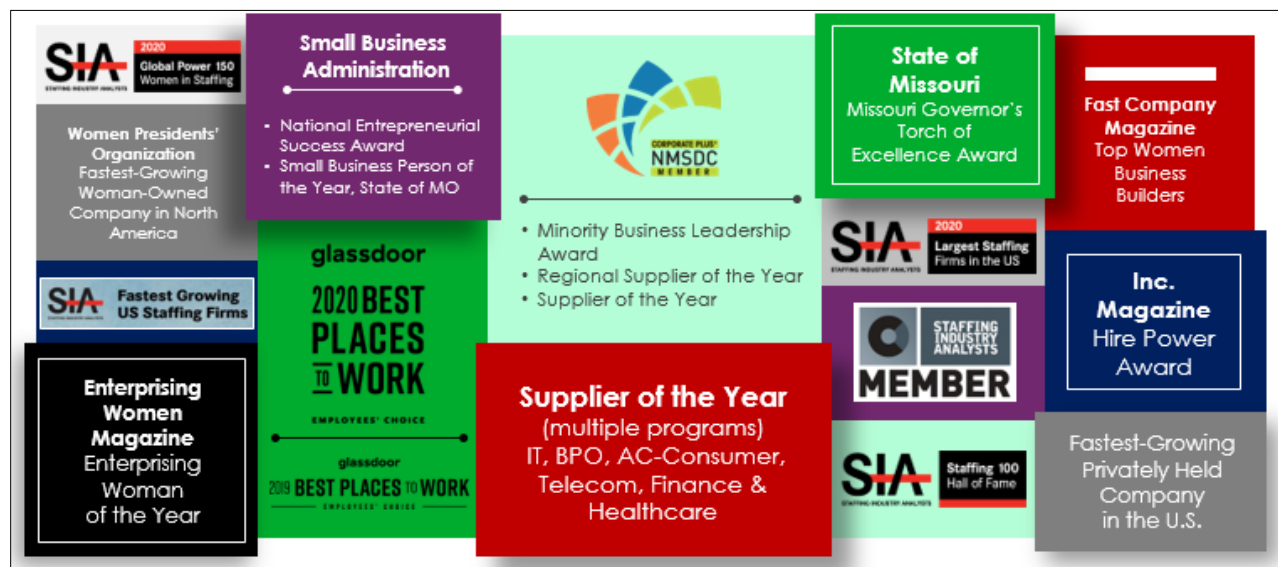 SIA
STAFFING INDUSTRY ANALYSTS
2020
Global Power 150
Women in Staffing
Women Presidents'
Organization
Fastest-Growing
Woman-Owned
Company in North
America
SIA
Fastest Growing
US Staffing Firms
Enterprising
Women
Magazine
Enterprising
Woman
of the Year
Small Business
Administration
- National Entrepreneurial
Success Award
- Small Business Person of
the Year, State of MO
glassdoor
2020 BEST
PLACES
TO WORK
EMPLOYEES' CHOICE
glassdoor
2019 BEST PLACES TO WORK
EMPLOYEES' CHOICE
CORPORATE PLUS®
NMSDC
MEMBER
• Minority Business Leadership
Award
• Regional Supplier of the Year
• Supplier of the Year
Supplier of the Year
(multiple programs)
IT, BPO, AC-Consumer,
Telecom, Finance &
Healthcare
State of
Missouri
Missouri Governor's
Torch of
Excellence Award
SIA
STAFFING INDUSTRY ANALYSTS
2020
Largest Staffing
Firms in the US
STAFFING
INDUSTRY
ANALYSTS
MEMBER
SIA
STAFFING INDUSTRY ANALYSTS
Staffing 100
Hall of Fame
Fast Company
Magazine
Top Women
Business
Builders
Inc.
Magazine
Hire Power
Award
Fastest-Growing
Privately Held
Company
in the U.S.